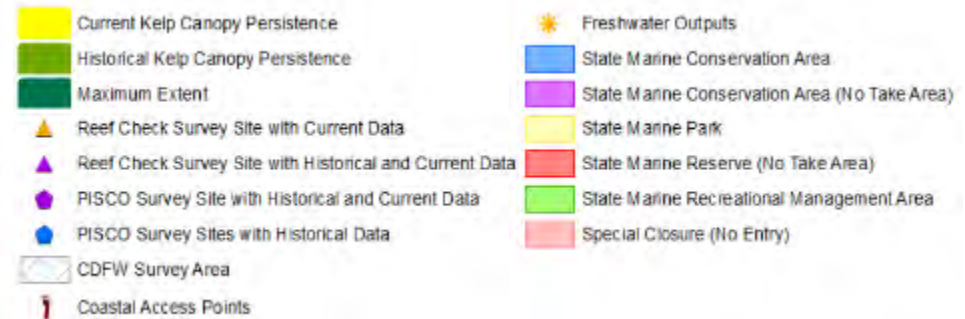 Current Kelp Canopy Persistence
Historical Kelp Canopy Persistence
Maximum Extent
Reef Check Survey Site with Current Data
Reef Check Survey Site with Historical and Current Data
PISCO Survey Site with Historical and Current Data
PISCO Survey Sites with Historical Data
CDFW Survey Area
Coastal Access Points
Freshwater Outputs
State Marine Conservation Area
State Marine Conservation Area (No Take Area)
State Marine Park
State Marine Reserve (No Take Area)
State Marine Recreational Management Area
Special Closure (No Entry)